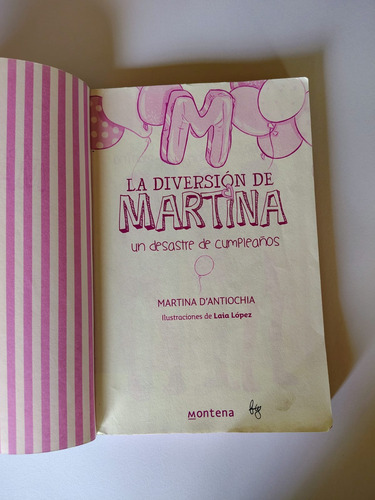 M
LA DIVERSIÓN DE
MARTINA
un desastre de cumpleaños
MARTINA D'ANTIOCHIA
Ilustraciones de Laia López
Montena